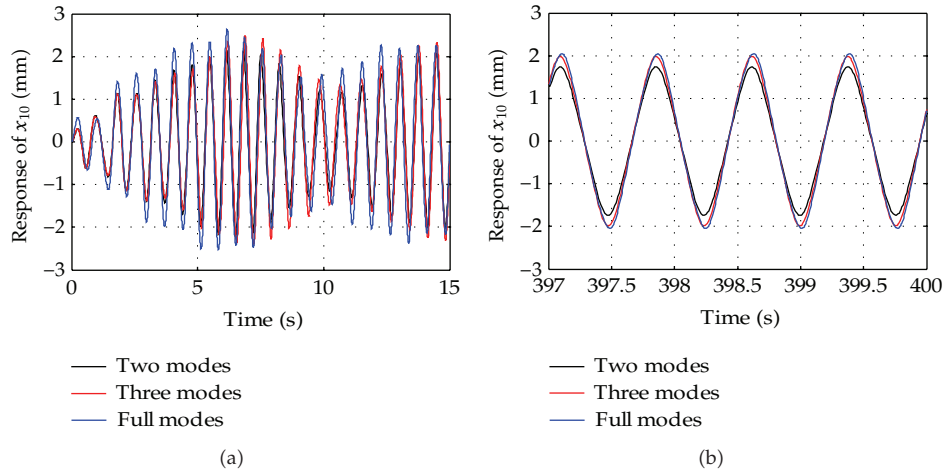 3
2
1
0
−1
−2
−3
Response of x10 (mm)
0 5 10 15
Time (s)
Two modes
Three modes
Full modes
(a)
3
2
1
0
−1
−2
−3
Response of x10 (mm)
397 397.5 398 398.5 399 399.5 400
Time (s)
Two modes
Three modes
Full modes
(b)